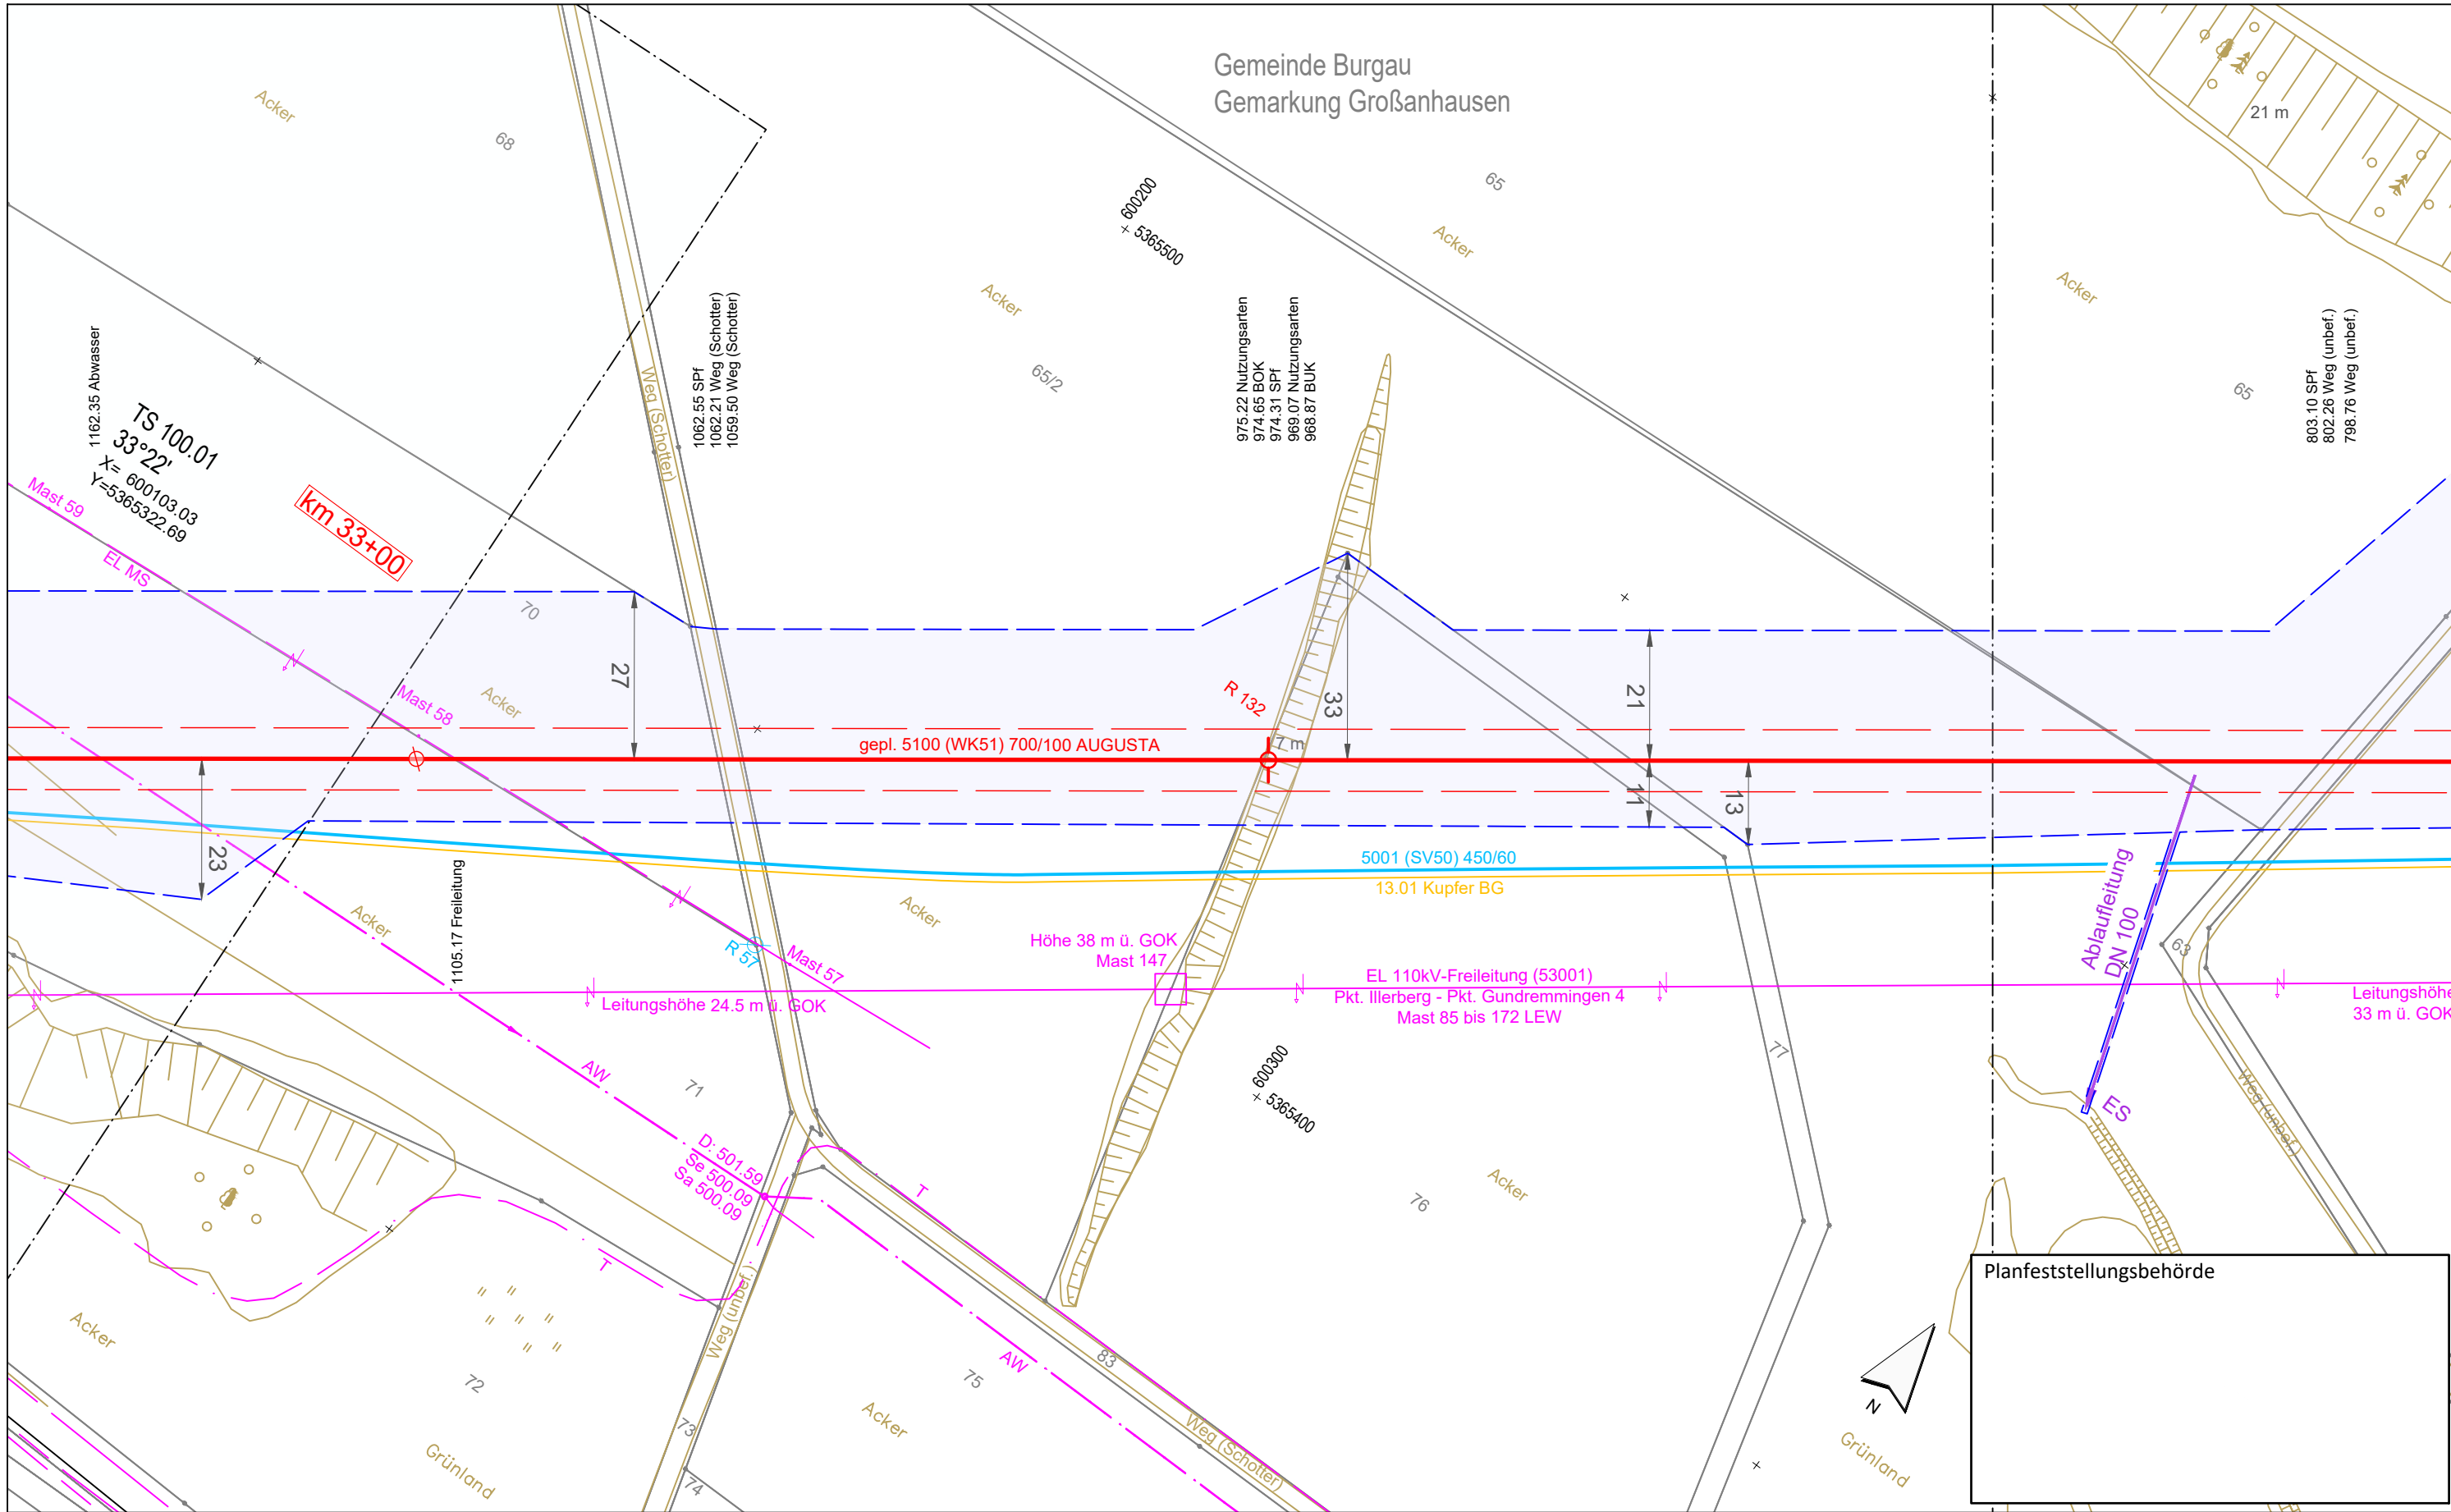 Gemeinde Burgau
Gemarkung Großanhausen
Acker
68
21 m
65
600200
+ 5365500
Acker
Acker
Acker
65/2
65
1162.35 Abwasser
TS 100.01
33°22'
X= 600103.03
Y=5365322.69
km 33+00
Mast 59
EL MS
1062.55 SPf
1062.21 Weg (Schotter)
1059.50 Weg (Schotter)
Weg (Schotter)
975.22 Nutzungsarten
974.65 BOK
974.31 SPf
969.07 Nutzungsarten
968.87 BUK
803.10 SPf
802.26 Weg (unbef.)
798.76 Weg (unbef.)
70
27
Acker
Mast 58
R 132
33
21
7 m
gepl. 5100 (WK51) 700/100 AUGUSTA
11
13
23
5001 (SV50) 450/60
13.01 Kupfer BG
Acker
1105.17 Freileitung
Acker
R 57
Mast 57
Höhe 38 m ü. GOK
Mast 147
EL 110kV-Freileitung (53001)
Pkt. Illerberg - Pkt. Gundremmingen 4
Mast 85 bis 172 LEW
Leitungshöhe 24.5 m ü. GOK
Ablaufleitung
DN 100
63
Leitungshöhe
33 m ü. GOK
AW
71
600300
+ 5365400
77
ES
Weg (unbef.)
D: 501.59
Se 500.09
Sa 500.09
T
Acker
76
T
Weg (unbef.)
Planfeststellungsbehörde
Acker
72
75
AW
83
Acker
73
Weg (Schotter)
N
Grünland
74
Grünland